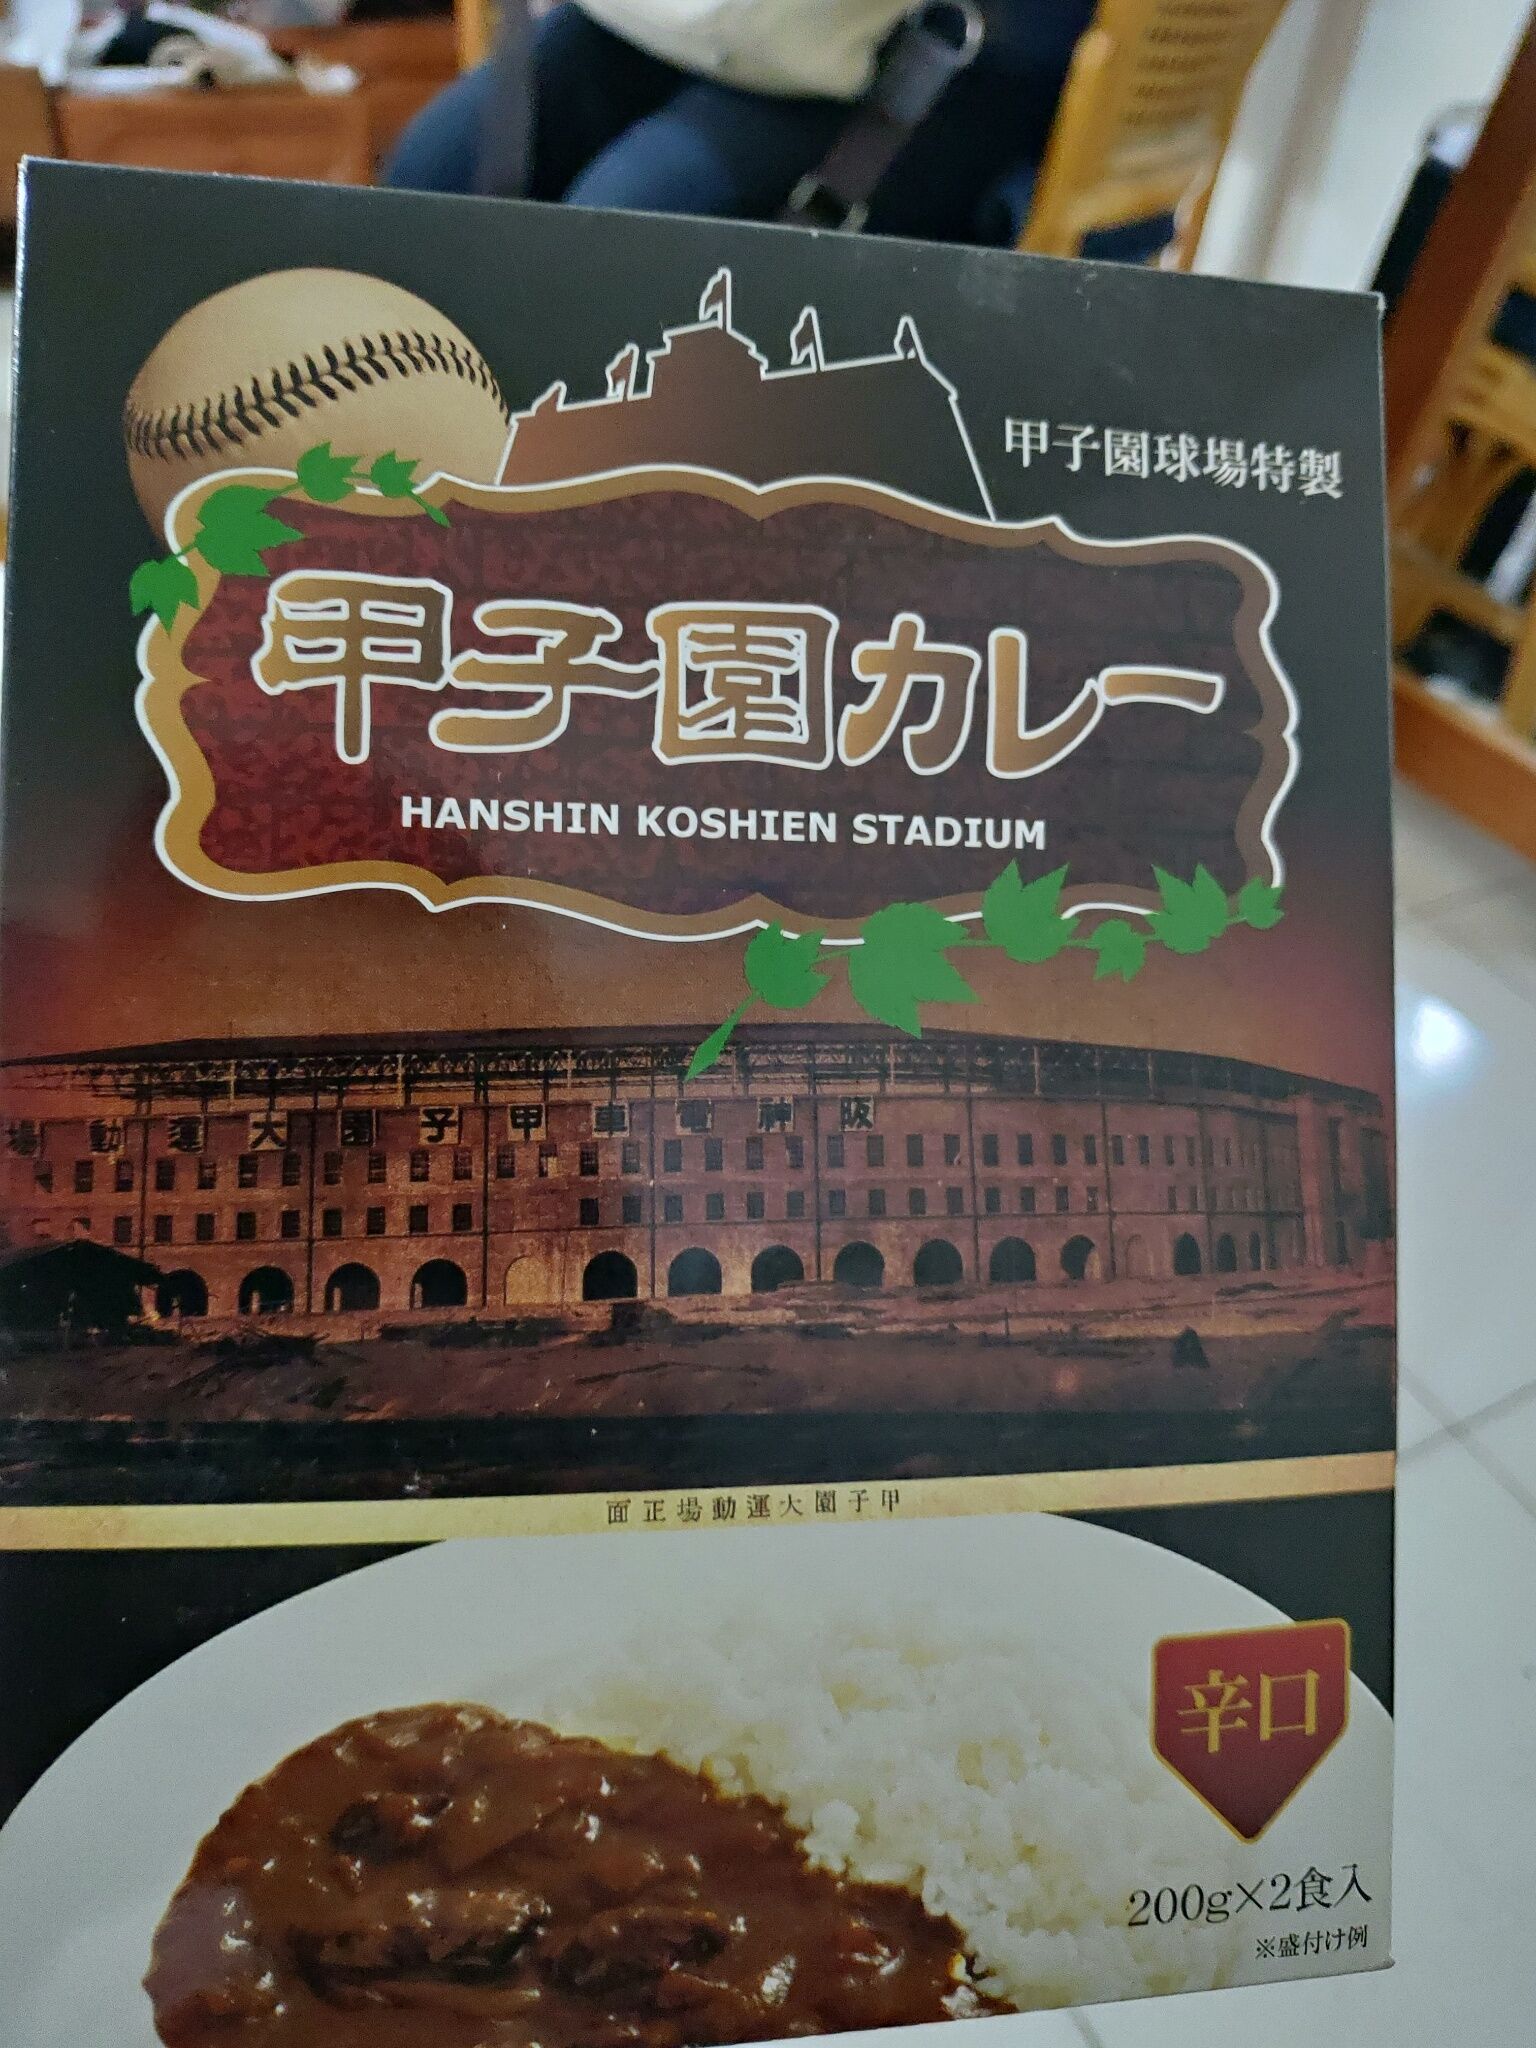 甲子園球場特製
甲子園カレー
HANSHIN KOSHIEN STADIUM
場動運大園子甲車電神阪
面正場動運大園子甲
辛口
200g×2食入
※盛付け例